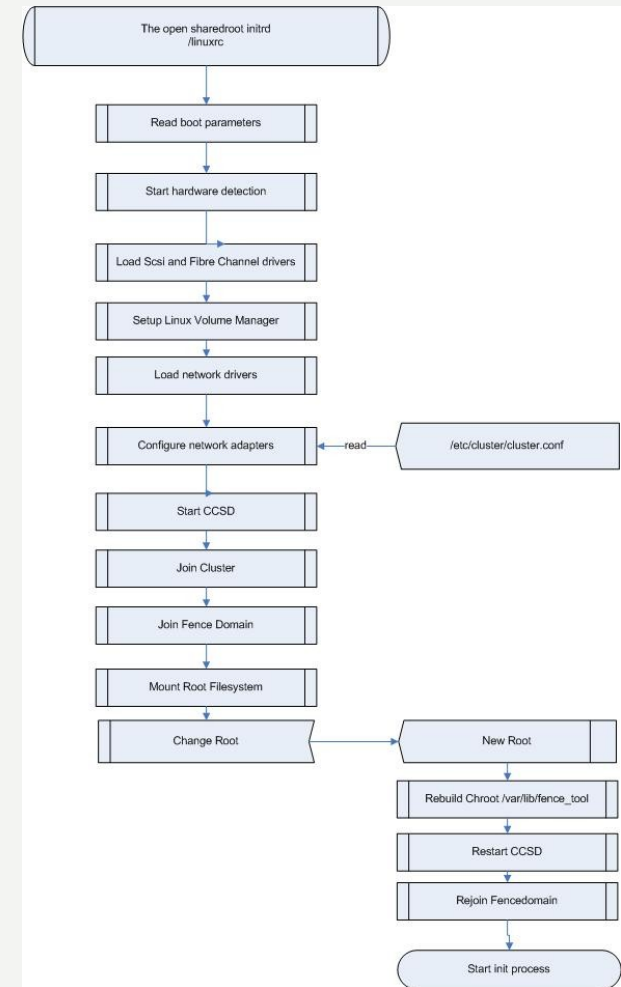 The open sharedroot initrd
/linuxrc
Read boot parameters
Start hardware detection
Load Scsi and Fibre Channel drivers
Setup Linux Volume Manager
Load network drivers
Configure network adapters
read
/etc/cluster/cluster.conf
Start CCSD
Join Cluster
Join Fence Domain
Mount Root Filesystem
Change Root
New Root
Rebuild Chroot /var/lib/fence_tool
Restart CCSD
Rejoin Fencedomain
Start init process